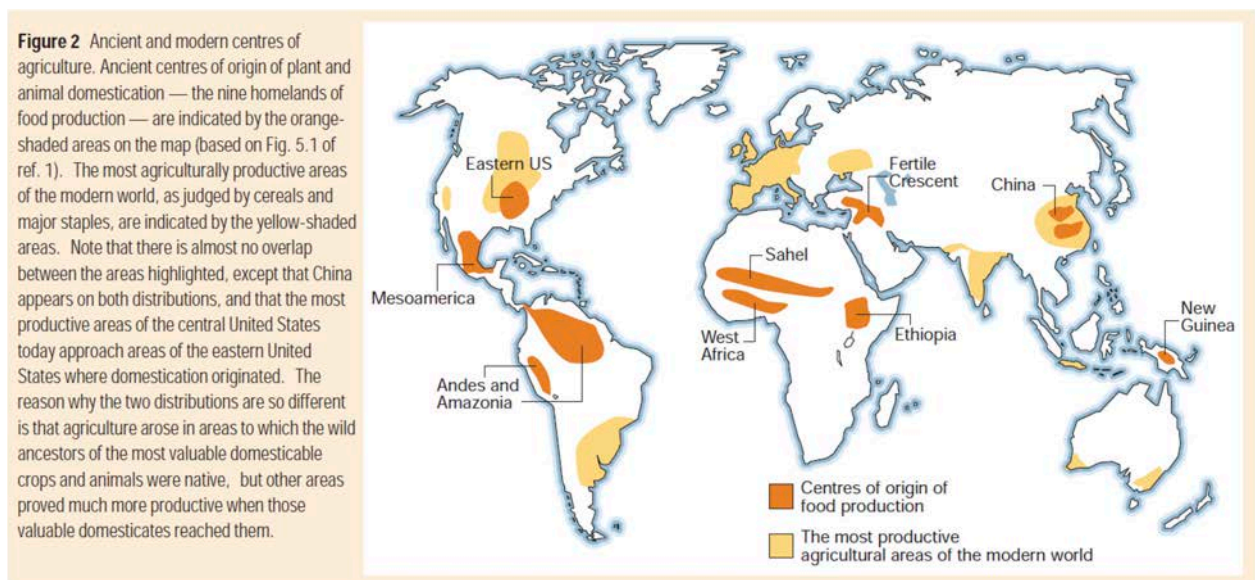 Figure 2 Ancient and modern centres of
agriculture. Ancient centres of origin of plant and
animal domestication — the nine homelands of
food production — are indicated by the orange-
shaded areas on the map (based on Fig. 5.1 of
ref. 1). The most agriculturally productive areas
of the modern world, as judged by cereals and
major staples, are indicated by the yellow-shaded
areas. Note that there is almost no overlap
between the areas highlighted, except that China
appears on both distributions, and that the most
productive areas of the central United States
today approach areas of the eastern United
States where domestication originated. The
reason why the two distributions are so different
is that agriculture arose in areas to which the wild
ancestors of the most valuable domesticable
crops and animals were native, but other areas
proved much more productive when those
valuable domesticates reached them.
Eastern US
Fertile
Crescent
China
Mesoamerica
Sahel
West
Africa
Ethiopia
New
Guinea
Andes and
Amazonia
Centres of origin of
food production
The most productive
agricultural areas of the modern world